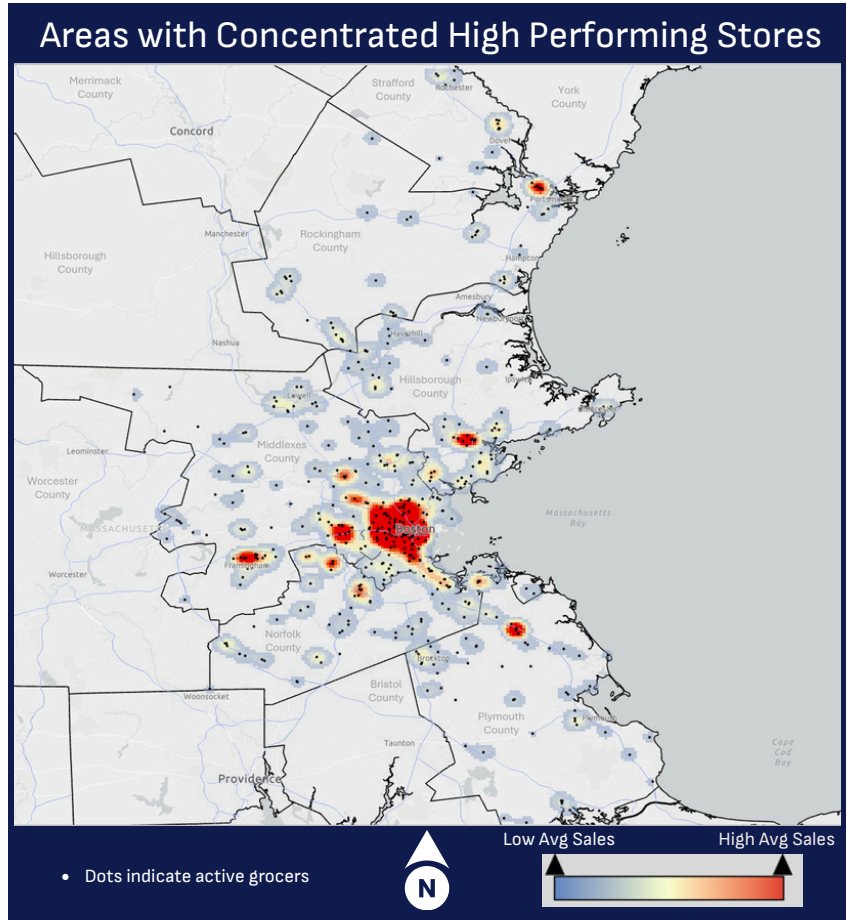 Areas with Concentrated High Performing Stores
Merrimack
County
Strafford
County
York
County
Rochester
Concord
Dover
Portsmouth
Manchester
Rockingham
County
Hillsborough
County
Hampton
Amesbury
Newburyport
Nashua
Haverhill
Hillsborough
County
Ipswich
Lowell
Gloucester
Middlesex
County
Leominster
Worcester
County
MASSACHUSETTS
Massachusetts
Bay
Boston
Framingham
Worcester
Norfolk
County
Brockton
Woonsocket
Bristol
County
Plymouth
County
Plymouth
Taunton
Cape
Cod
Bay
Providence
Low Avg Sales
High Avg Sales
• Dots indicate active grocers
N